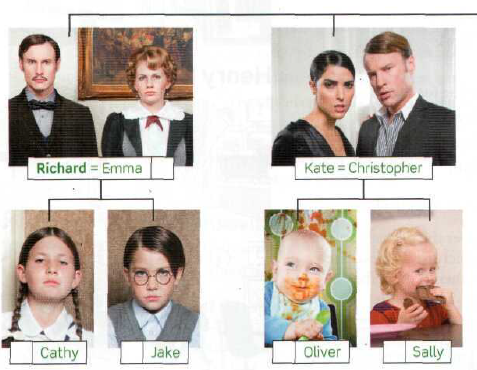 Richard = Emma
Kate = Christopher
Cathy
Jake
Oliver
Sally